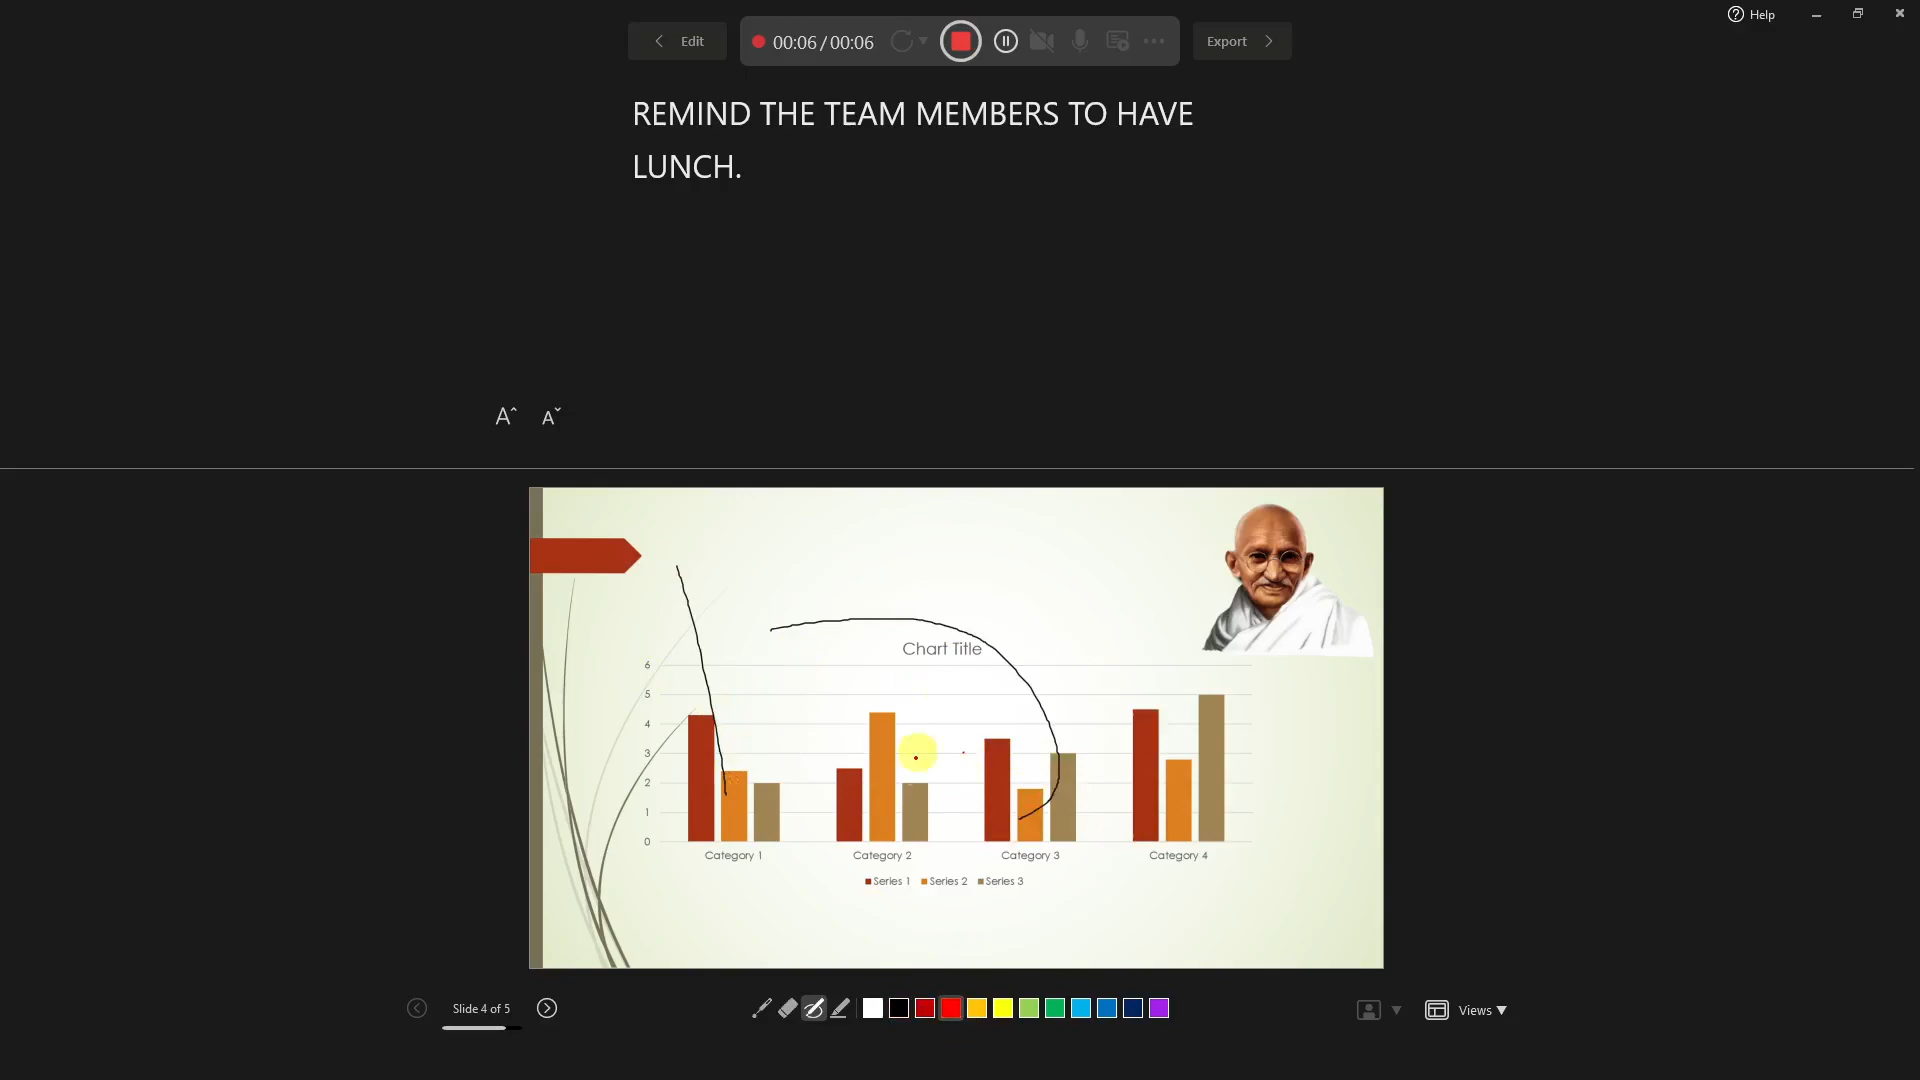 Help
Edit
00:06 / 00:06
Export
REMIND THE TEAM MEMBERS TO HAVE
LUNCH.
A^ Aˇ
Chart Title
6
5
4
3
2
1
0
Category 1 Category 2 Category 3 Category 4
Series 1 Series 2 Series 3
Slide 4 of 5
Views